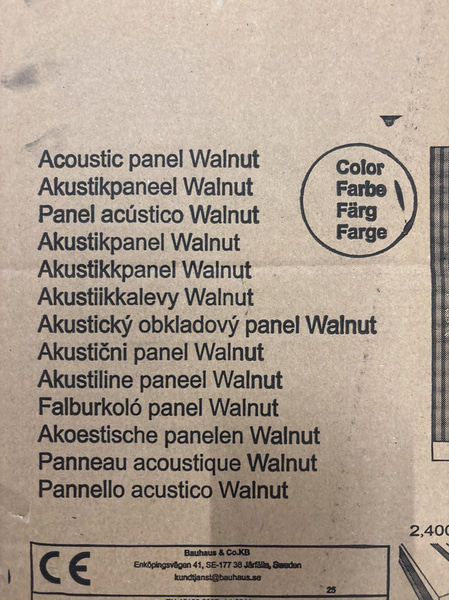 Acoustic panel Walnut
Akustikpaneel Walnut
Panel acústico Walnut
Akustikpanel Walnut
Akustikkpanel Walnut
Akustiikkalevy Walnut
Akustický obkladový panel Walnut
Akustični panel Walnut
Akustiline paneel Walnut
Falburkoló panel Walnut
Akoestische panelen Walnut
Panneau acoustique Walnut
Pannello acustico Walnut
Color
Farbe
Färg
Farge
2,400
CE
Bauhaus & Co.KB
Enköpingsvägen 41, SE-177 38 Järfälla, Sweden
kundtjanst@bauhaus.se
25